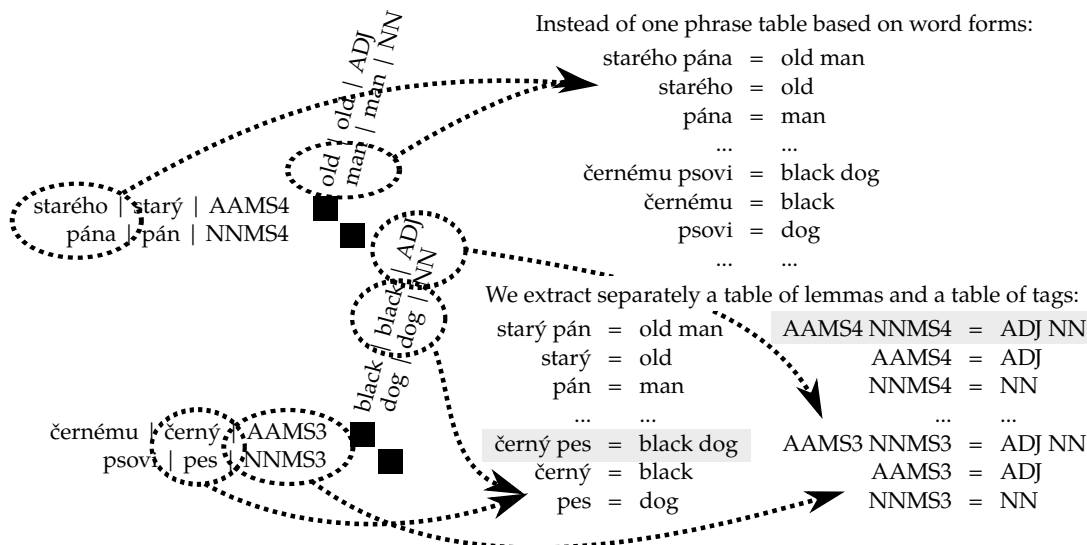 Instead of one phrase table based on word forms:
starého pána = old man
starého = old
pána = man
... ...
černému psovi = black dog
černému = black
psovi = dog
... ...
old | old | ADJ
man | man | NN
starého | starý | AAMS4
pána | pán | NNMS4
black | black | ADJ
dog | dog | NN
černému | černý | AAMS3
psovi | pes | NNMS3
We extract separately a table of lemmas and a table of tags:
starý pán = old man AAMS4 NNMS4 = ADJ NN
starý = old AAMS4 = ADJ
pán = man NNMS4 = NN
... ... ... ...
černý pes = black dog AAMS3 NNMS3 = ADJ NN
černý = black AAMS3 = ADJ
pes = dog NNMS3 = NN